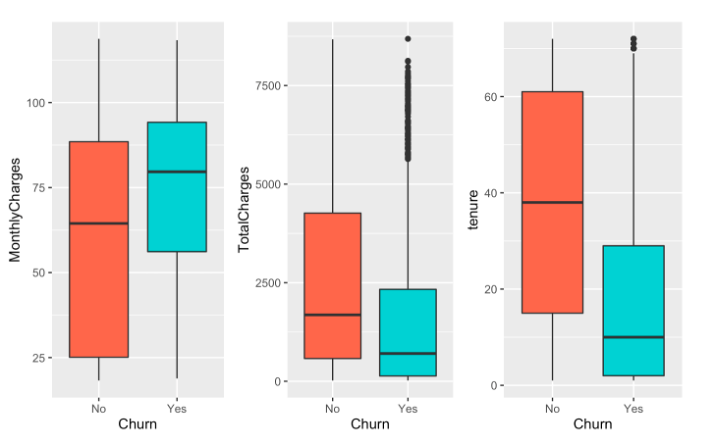 MonthlyCharges
100
75
50
25
No Yes
Churn
TotalCharges
7500
5000
2500
0
No Yes
Churn
tenure
60
40
20
0
No Yes
Churn